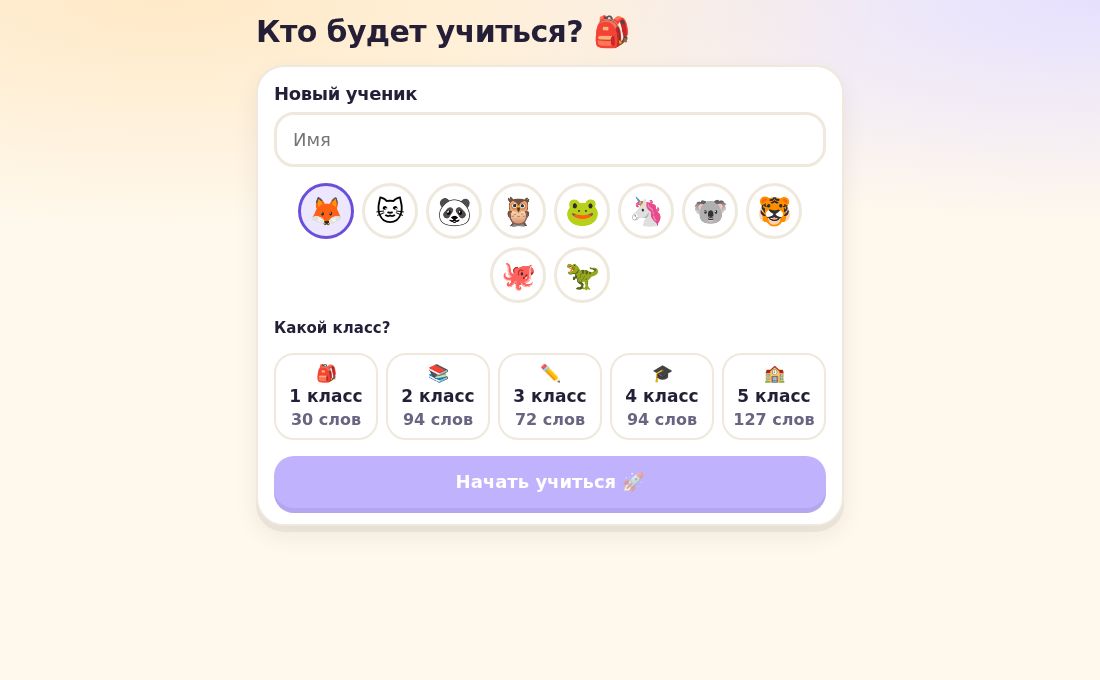 Кто будет учиться? 🎒
Новый ученик
Имя
Какой класс?
1 класс 2 класс 3 класс 4 класс 5 класс
30 слов 94 слов 72 слов 94 слов 127 слов
Начать учиться 🚀